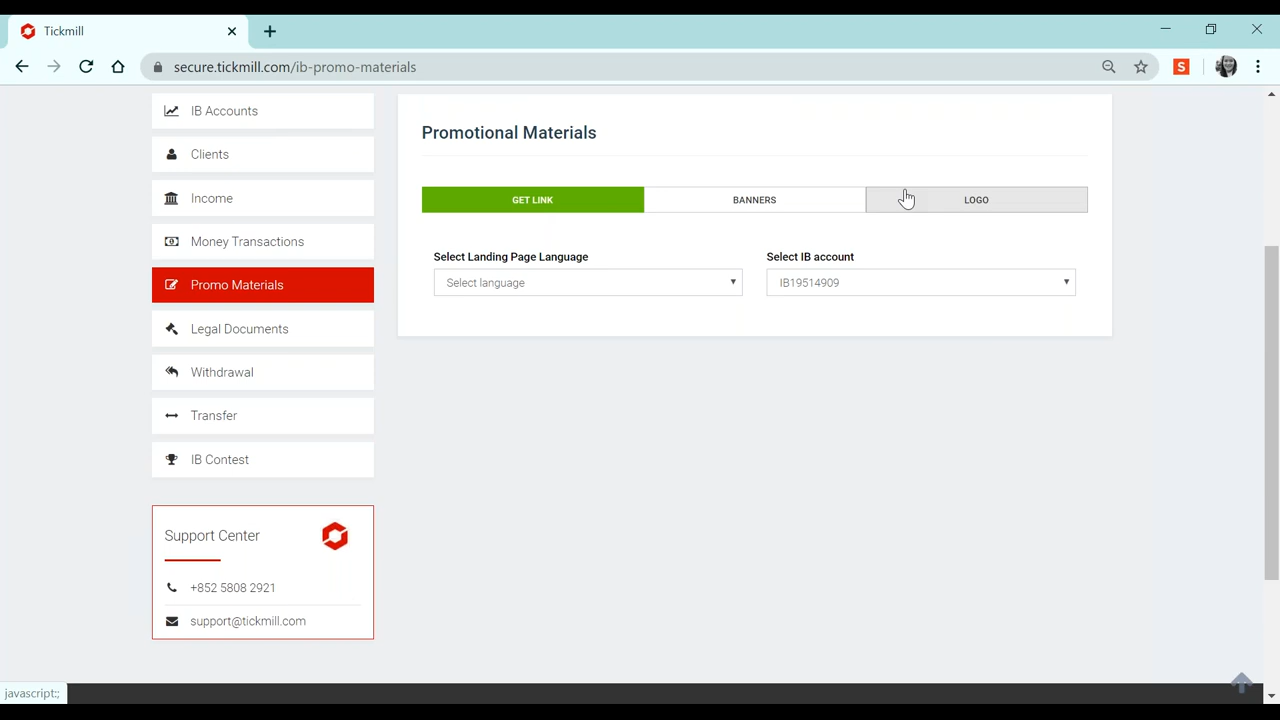 Tickmill
secure.tickmill.com/ib-promo-materials
S
IB Accounts
Clients
Income
Money Transactions
Promo Materials
Legal Documents
Withdrawal
Transfer
IB Contest
Support Center
+852 5808 2921
support@tickmill.com
Promotional Materials
GET LINK
BANNERS
LOGO
Select Landing Page Language
Select language
Select IB account
IB19514909
javascript:;